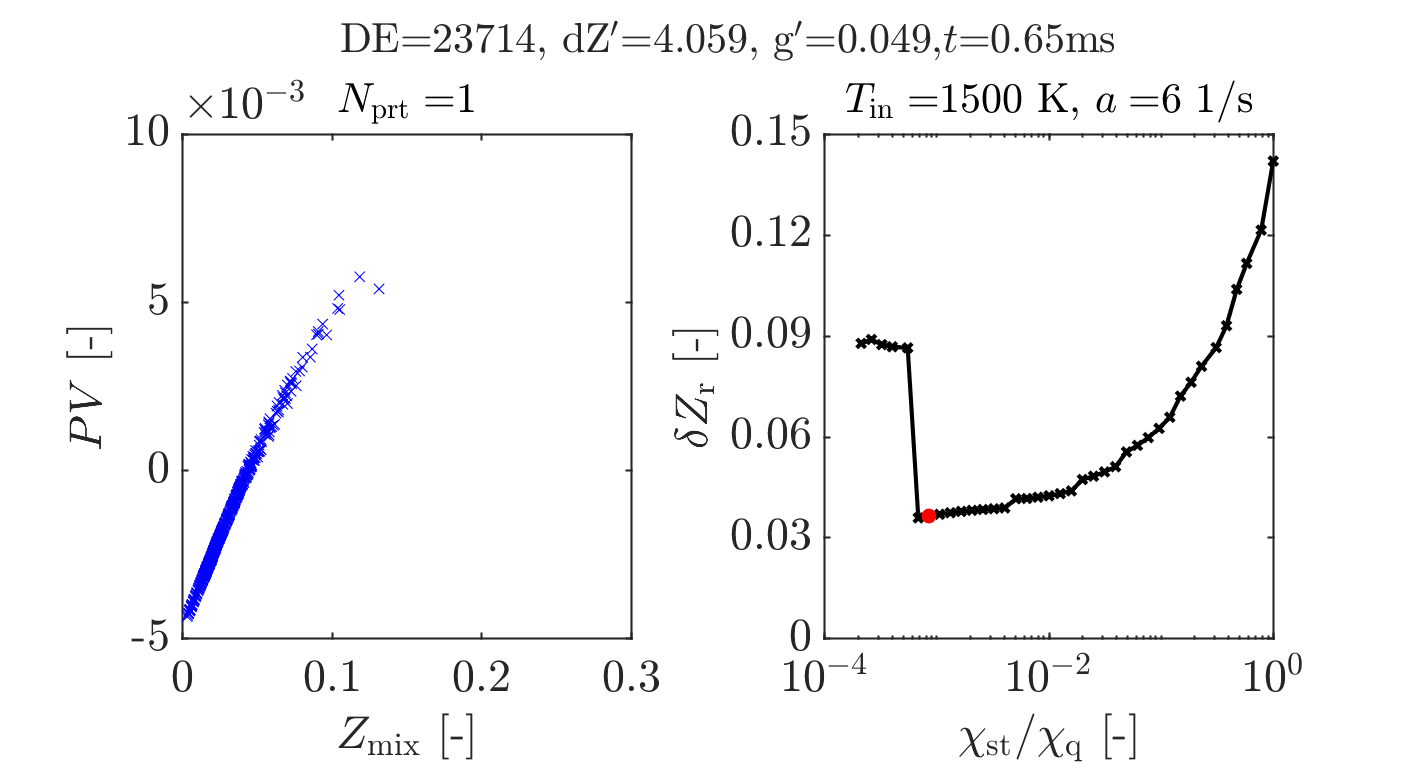 DE=23714, dZ′=4.059, g′=0.049,t=0.65ms
×10⁻³ N_prt =1
T_in =1500 K, a =6 1/s
10
5
0
-5
PV [-]
0 0.1 0.2 0.3
Z_mix [-]
0.15
0.12
0.09
0.06
0.03
0
δZ_r [-]
10⁻⁴ 10⁻² 10⁰
χ_st/χ_q [-]